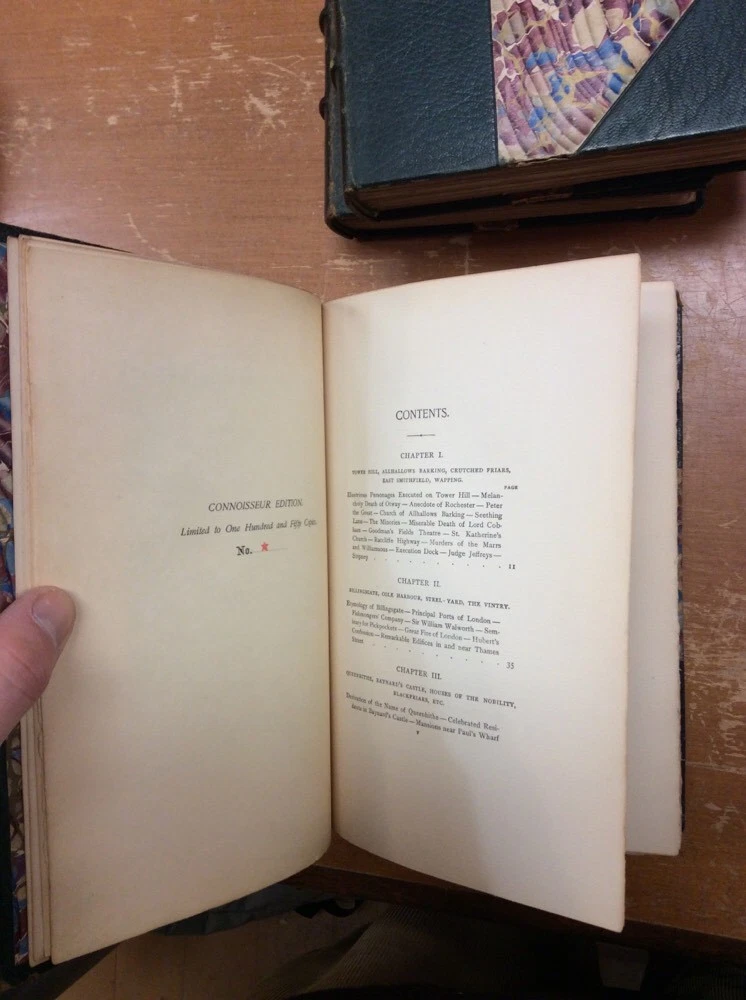 CONNOISSEUR EDITION.
Limited to One Hundred and Fifty Copies.
No. ★
CONTENTS.
CHAPTER I.
TOWER HILL, ALLHALLOWS BARKING, CRUTCHED FRIARS,
EAST SMITHFIELD, WAPPING.
PAGE
Illustrious Personages Executed on Tower Hill — Melan-
choly Death of Otway — Anecdote of Rochester — Peter
the Great — Church of Allhallows Barking — Seething
Lane — The Minories — Miserable Death of Lord Cob-
ham — Goodman's Fields Theatre — St. Katherine's
Church — Ratcliffe Highway — Murders of the Marrs
and Williamsons — Execution Dock — Judge Jeffreys —
Stepney . . . . . . . . . 11
CHAPTER II.
BILLINGSGATE, COLE HARBOUR, STEEL-YARD, THE VINTRY.
Etymology of Billingsgate — Principal Ports of London —
Fishmongers' Company — Sir William Walworth — Sem-
inary for Pickpockets — Great Fire of London — Hubert's
Confession — Remarkable Edifices in and near Thames
Street . . . . . . . . . . 35
CHAPTER III.
QUEENHITHE, BAYNARD'S CASTLE, HOUSES OF THE NOBILITY,
BLACKFRIARS, ETC.
Derivation of the Name of Queenhithe — Celebrated Resi-
dents in Baynard's Castle — Mansions near Paul's Wharf